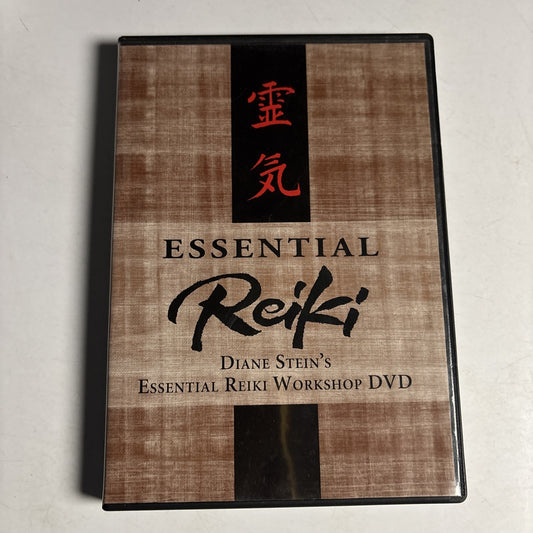 霊
気
ESSENTIAL
Reiki
DIANE STEIN'S
ESSENTIAL REIKI WORKSHOP DVD